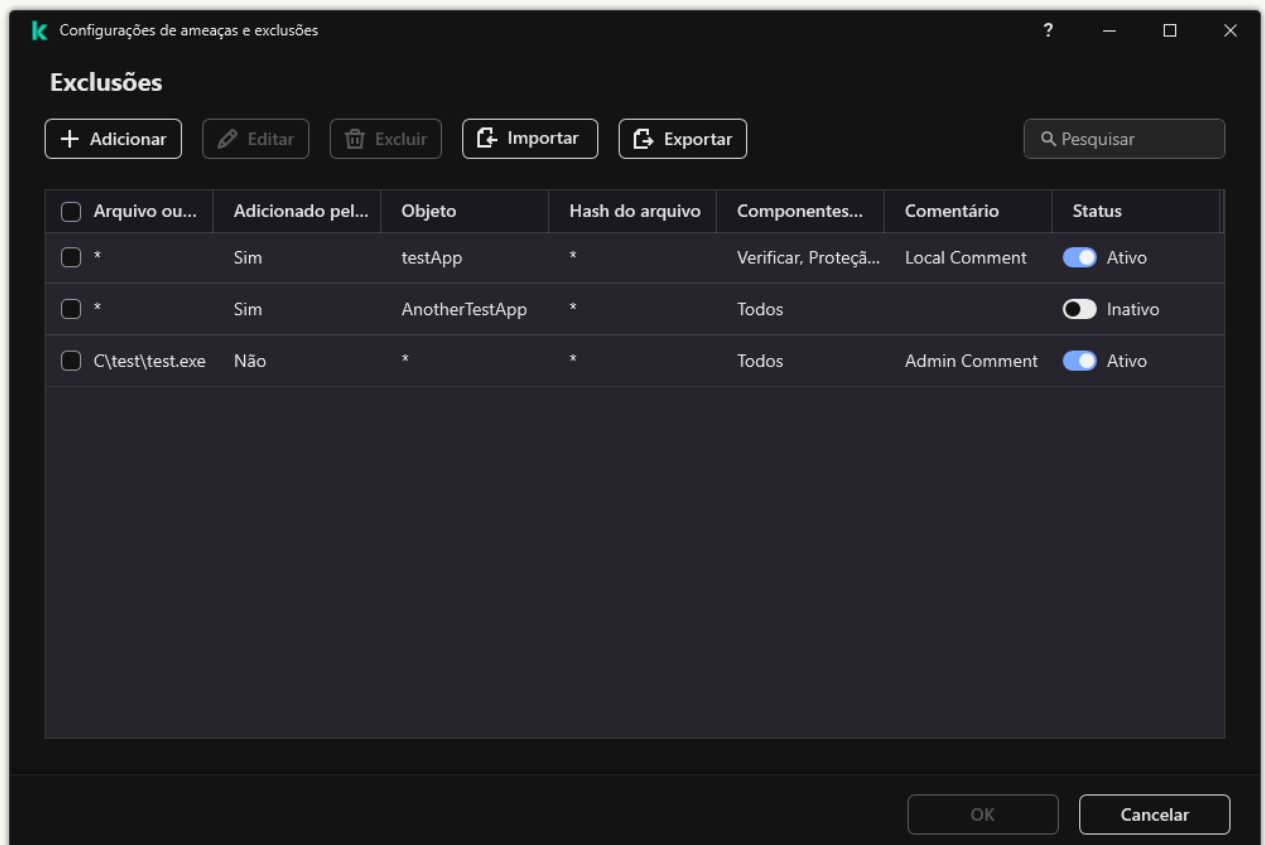 Configurações de ameaças e exclusões ?
Exclusões
Adicionar Editar Excluir Importar Exportar Pesquisar
Arquivo ou... Adicionado pel... Objeto Hash do arquivo Componentes... Comentário Status
* Sim testApp * Verificar, Proteçã... Local Comment Ativo
* Sim AnotherTestApp * Todos Inativo
C\test\test.exe Não * * Todos Admin Comment Ativo
OK Cancelar